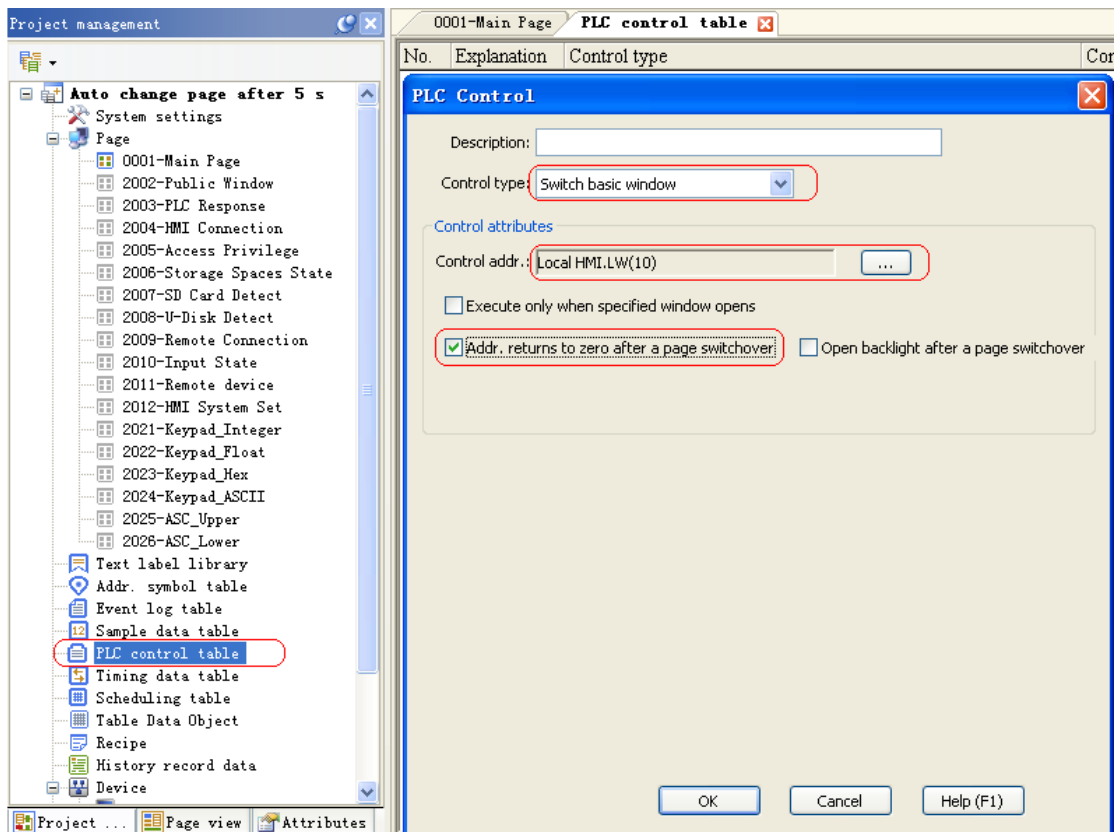 Project management
Auto change page after 5 s
System settings
Page
0001-Main Page
2002-Public Window
2003-PLC Response
2004-HMI Connection
2005-Access Privilege
2006-Storage Spaces State
2007-SD Card Detect
2008-U-Disk Detect
2009-Remote Connection
2010-Input State
2011-Remote device
2012-HMI System Set
2021-Keypad_Integer
2022-Keypad_Float
2023-Keypad_Hex
2024-Keypad_ASCII
2025-ASC_Upper
2026-ASC_Lower
Text label library
Addr. symbol table
Event log table
12 Sample data table
PLC control table
Timing data table
Scheduling table
Table Data Object
Recipe
History record data
Device
Project ... Page view Attributes
0001-Main Page PLC control table
No. Explanation Control type Cor
PLC Control
Description:
Control type: Switch basic window
Control attributes
Control addr.: Local HMI.LW(10) ...
Execute only when specified window opens
Addr. returns to zero after a page switchover Open backlight after a page switchover
OK Cancel Help (F1)